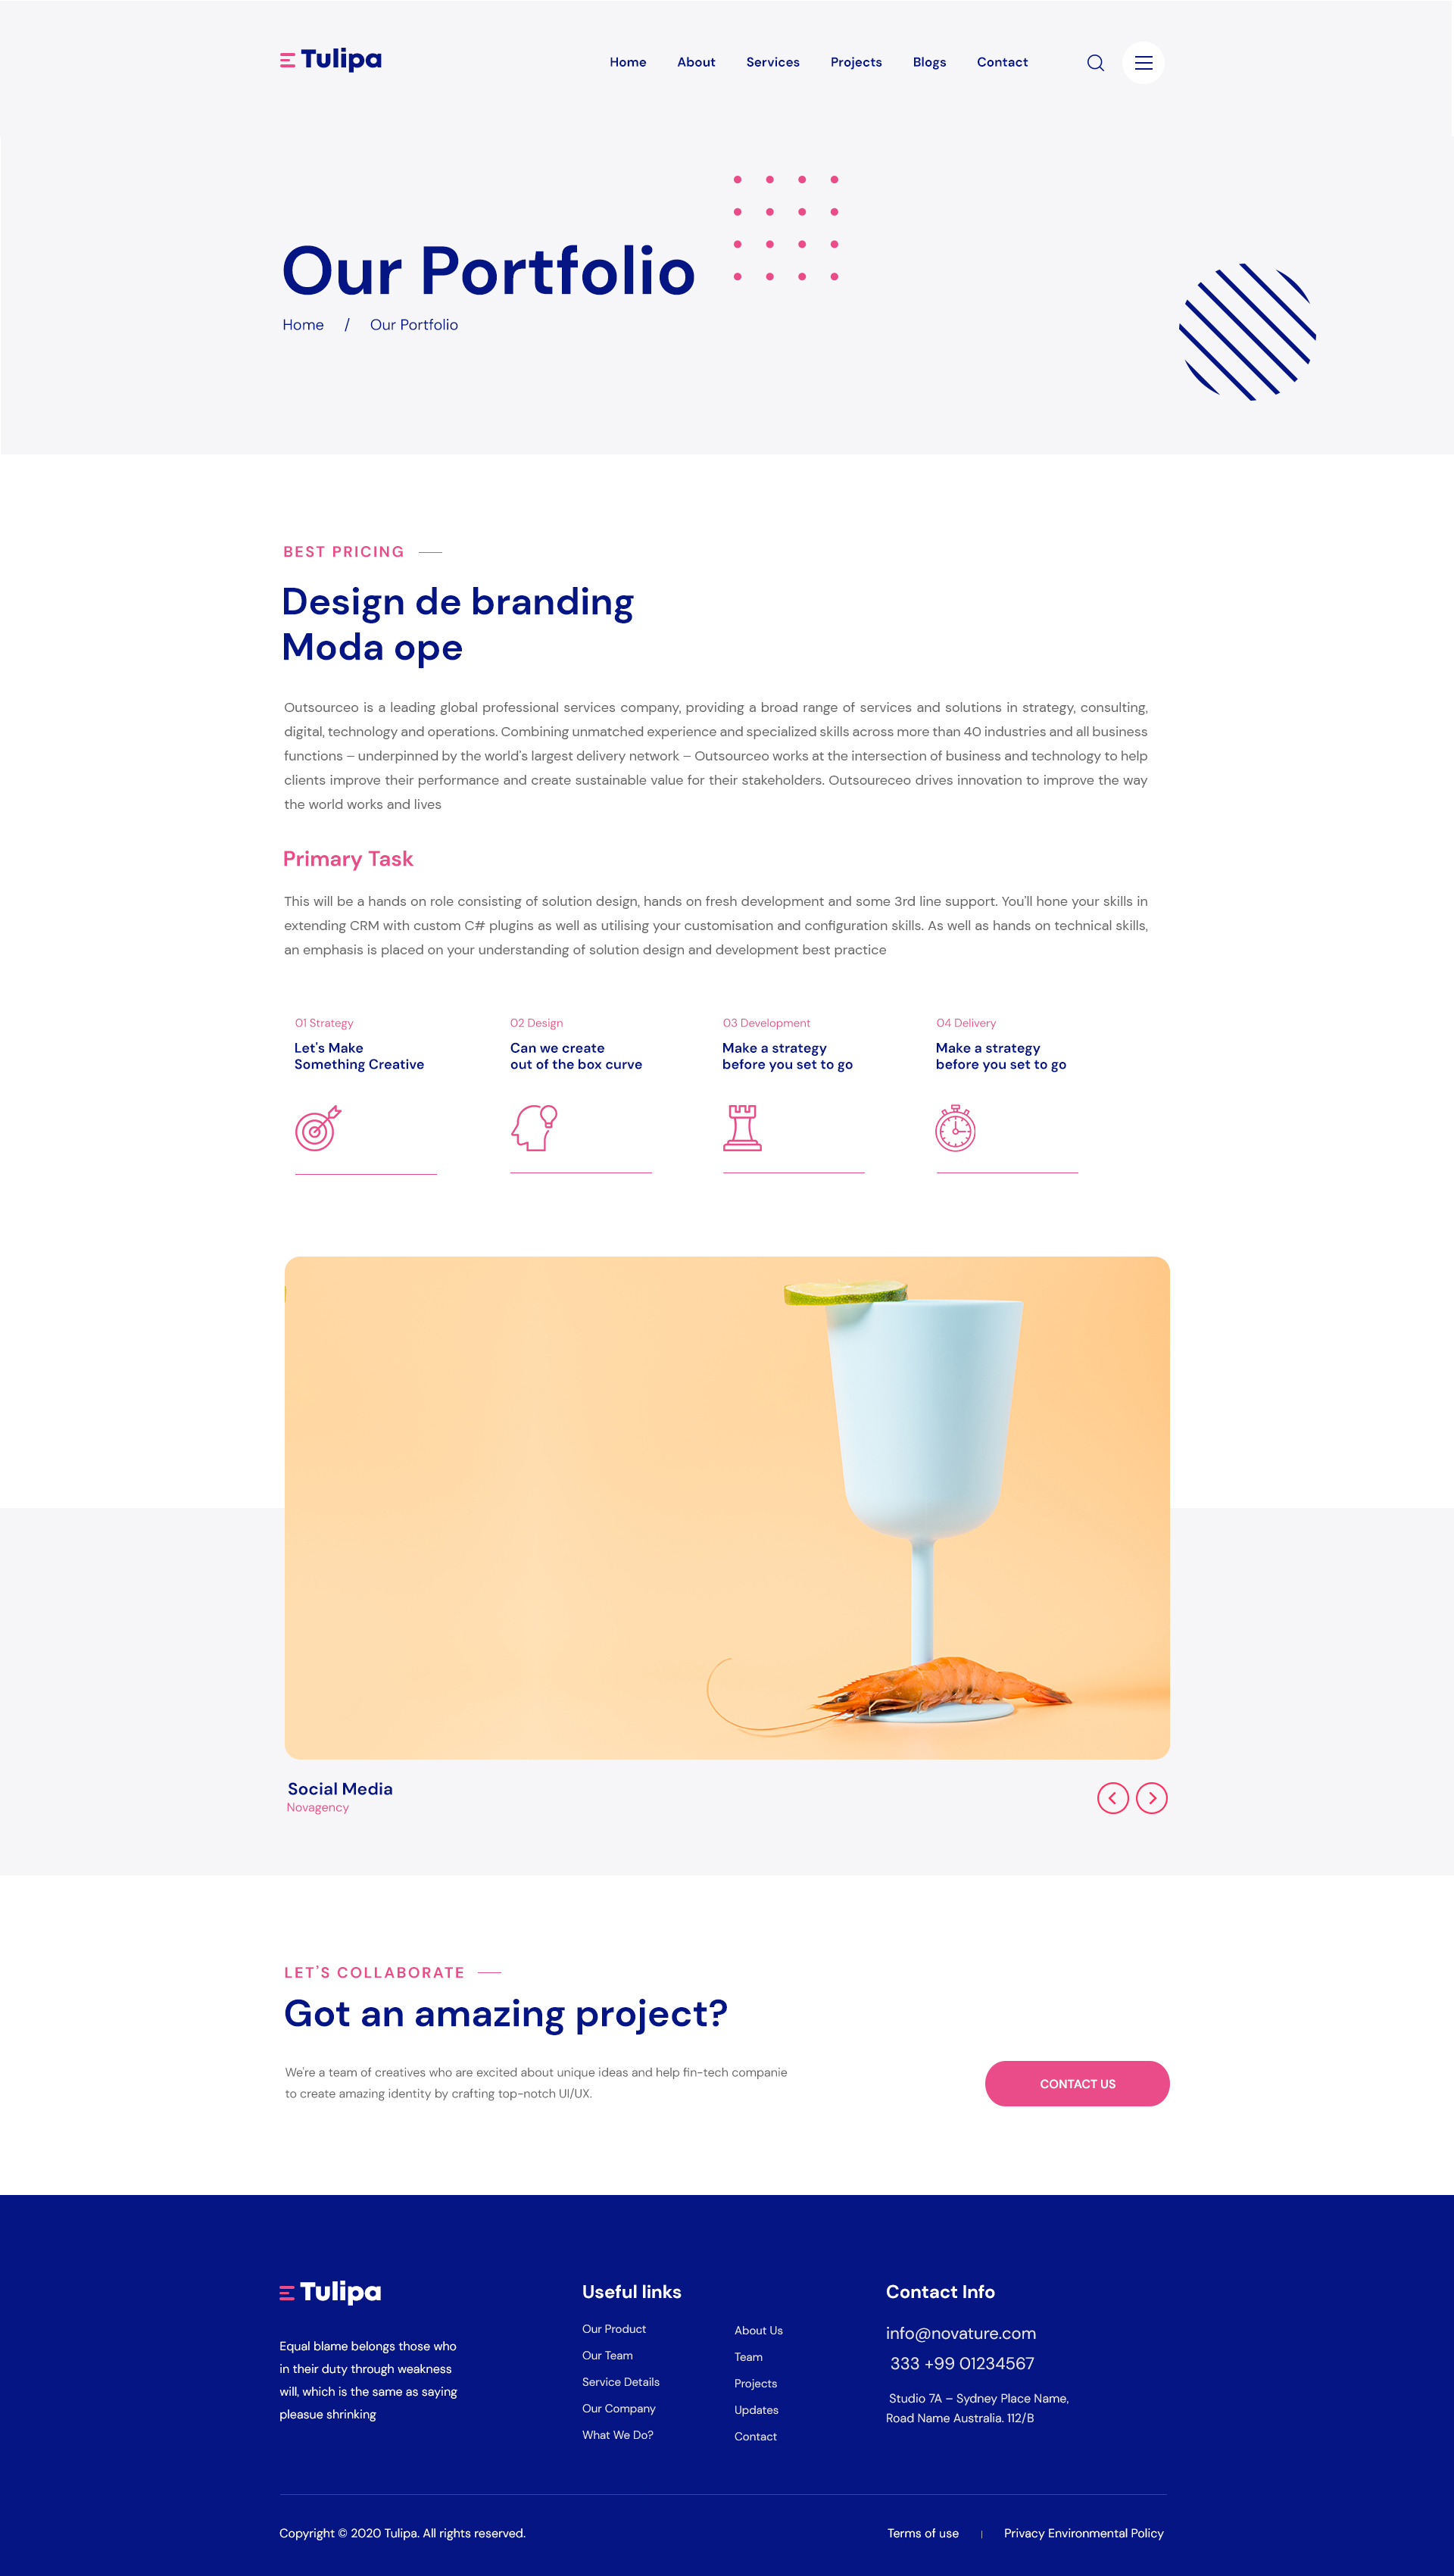 Tulipa
Home About Services Projects Blogs Contact
Our Portfolio
Home / Our Portfolio
BEST PRICING
Design de branding
Moda ope
Outsourceo is a leading global professional services company, providing a broad range of services and solutions in strategy, consulting,
digital, technology and operations. Combining unmatched experience and specialized skills across more than 40 industries and all business
functions – underpinned by the world's largest delivery network – Outsourceo works at the intersection of business and technology to help
clients improve their performance and create sustainable value for their stakeholders. Outsoureceo drives innovation to improve the way
the world works and lives
Primary Task
This will be a hands on role consisting of solution design, hands on fresh development and some 3rd line support. You'll hone your skills in
extending CRM with custom C# plugins as well as utilising your customisation and configuration skills. As well as hands on technical skills,
an emphasis is placed on your understanding of solution design and development best practice
01 Strategy
Let's Make
Something Creative
02 Design
Can we create
out of the box curve
03 Development
Make a strategy
before you set to go
04 Delivery
Make a strategy
before you set to go
Social Media
Novagency
LET'S COLLABORATE
Got an amazing project?
We're a team of creatives who are excited about unique ideas and help fin-tech companie
to create amazing identity by crafting top-notch UI/UX.
CONTACT US
Tulipa
Equal blame belongs those who
in their duty through weakness
will, which is the same as saying
pleasue shrinking
Useful links
Our Product
Our Team
Service Details
Our Company
What We Do?
About Us
Team
Projects
Updates
Contact
Contact Info
info@novature.com
333 +99 01234567
Studio 7A – Sydney Place Name,
Road Name Australia. 112/B
Copyright © 2020 Tulipa. All rights reserved.
Terms of use | Privacy Environmental Policy